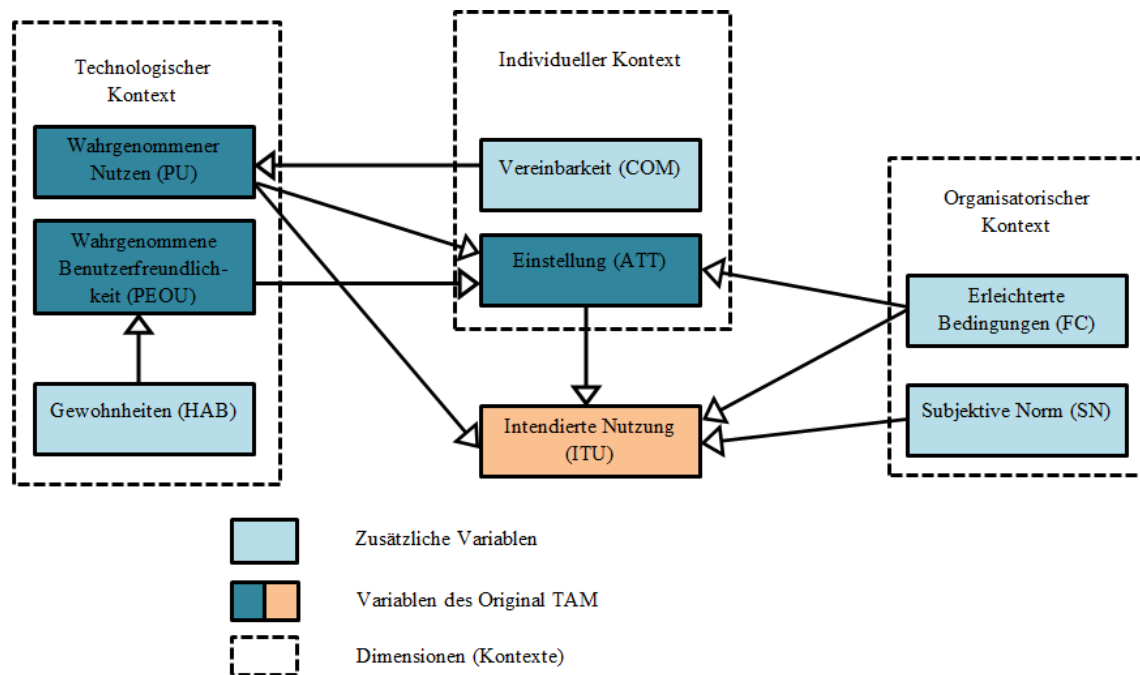 Technologischer
Kontext
Wahrgenommener
Nutzen (PU)
Wahrgenommene
Benutzerfreundlich-
keit (PEOU)
Gewohnheiten (HAB)
Individueller Kontext
Vereinbarkeit (COM)
Einstellung (ATT)
Intendierte Nutzung
(ITU)
Organisatorischer
Kontext
Erleichterte
Bedingungen (FC)
Subjektive Norm (SN)
Zusätzliche Variablen
Variablen des Original TAM
Dimensionen (Kontexte)